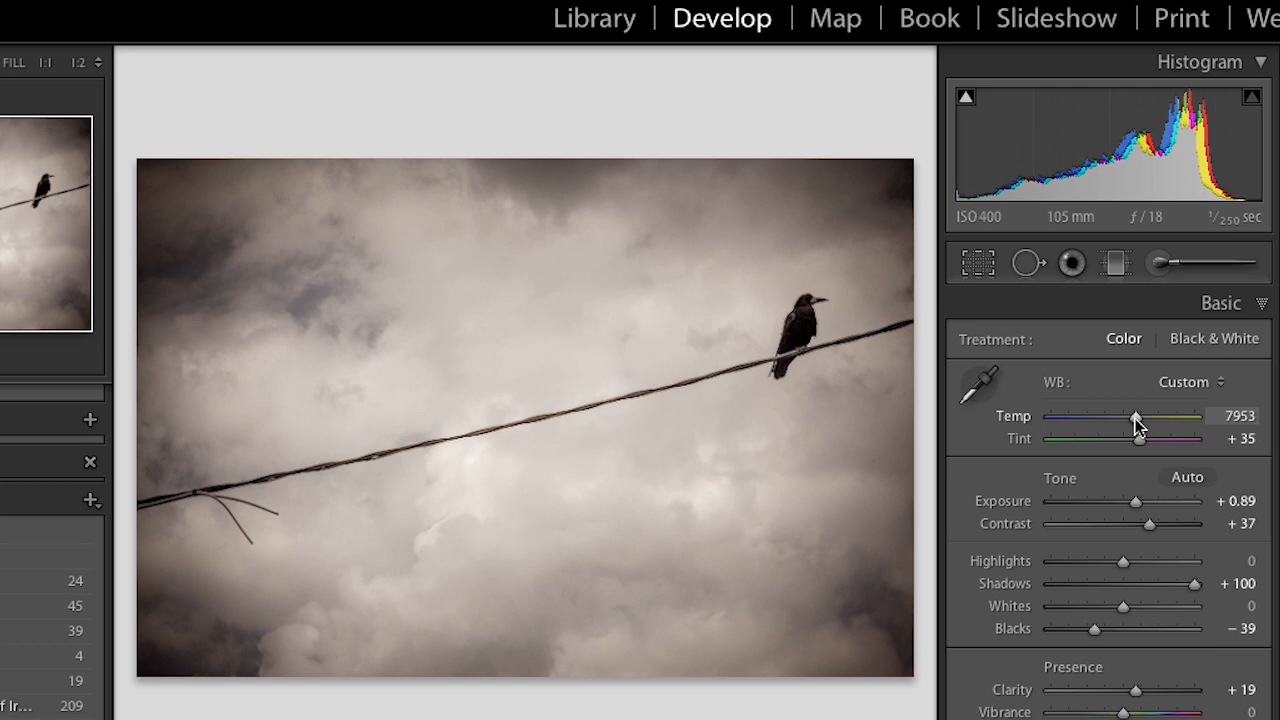 Library | Develop | Map | Book | Slideshow | Print | We
FILL 1:1 1:2
Histogram
ISO 400 105 mm ƒ / 18 1/250 sec
Basic
Treatment : Color | Black & White
WB : Custom
Temp 7953
Tint + 35
Tone Auto
Exposure + 0.89
Contrast + 37
Highlights 0
Shadows + 100
Whites 0
Blacks − 39
Presence
Clarity + 19
Vibrance 0
24
45
39
4
19
f Ir... 209